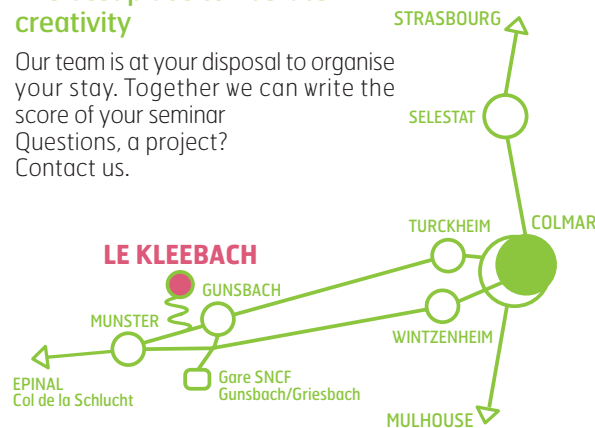 creativity
Our team is at your disposal to organise
your stay. Together we can write the
score of your seminar
Questions, a project?
Contact us.
STRASBOURG
SELESTAT
COLMAR
TURCKHEIM
LE KLEEBACH
GUNSBACH
MUNSTER
WINTZENHEIM
EPINAL
Col de la Schlucht
Gare SNCF
Gunsbach/Griesbach
MULHOUSE